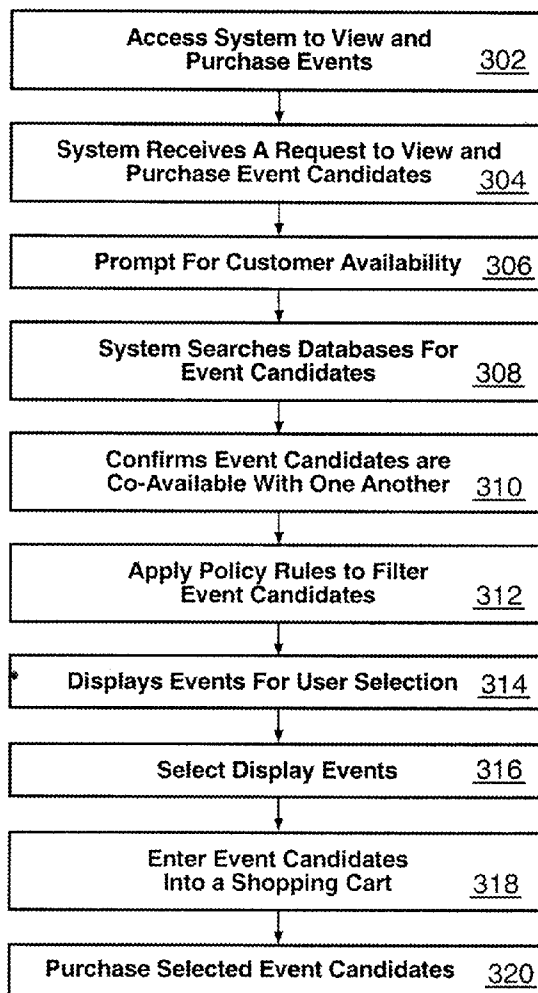 Access System to View and
Purchase Events 302
System Receives A Request to View and
Purchase Event Candidates 304
Prompt For Customer Availability 306
System Searches Databases For
Event Candidates 308
Confirms Event Candidates are
Co-Available With One Another 310
Apply Policy Rules to Filter
Event Candidates 312
Displays Events For User Selection 314
Select Display Events 316
Enter Event Candidates
Into a Shopping Cart 318
Purchase Selected Event Candidates 320